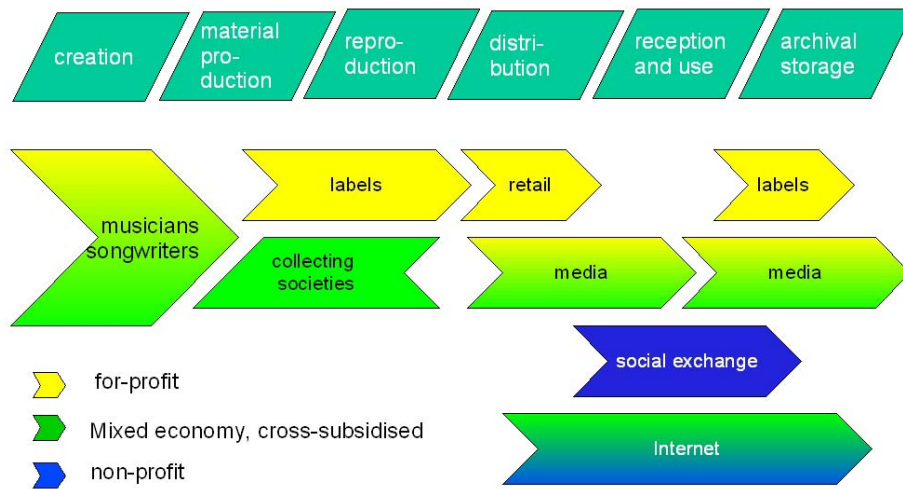 creation
material
pro-
duction
repro-
duction
distri-
bution
reception
and use
archival
storage
musicians
songwriters
labels
retail
labels
collecting
societies
media
media
social exchange
Internet
for-profit
Mixed economy, cross-subsidised
non-profit